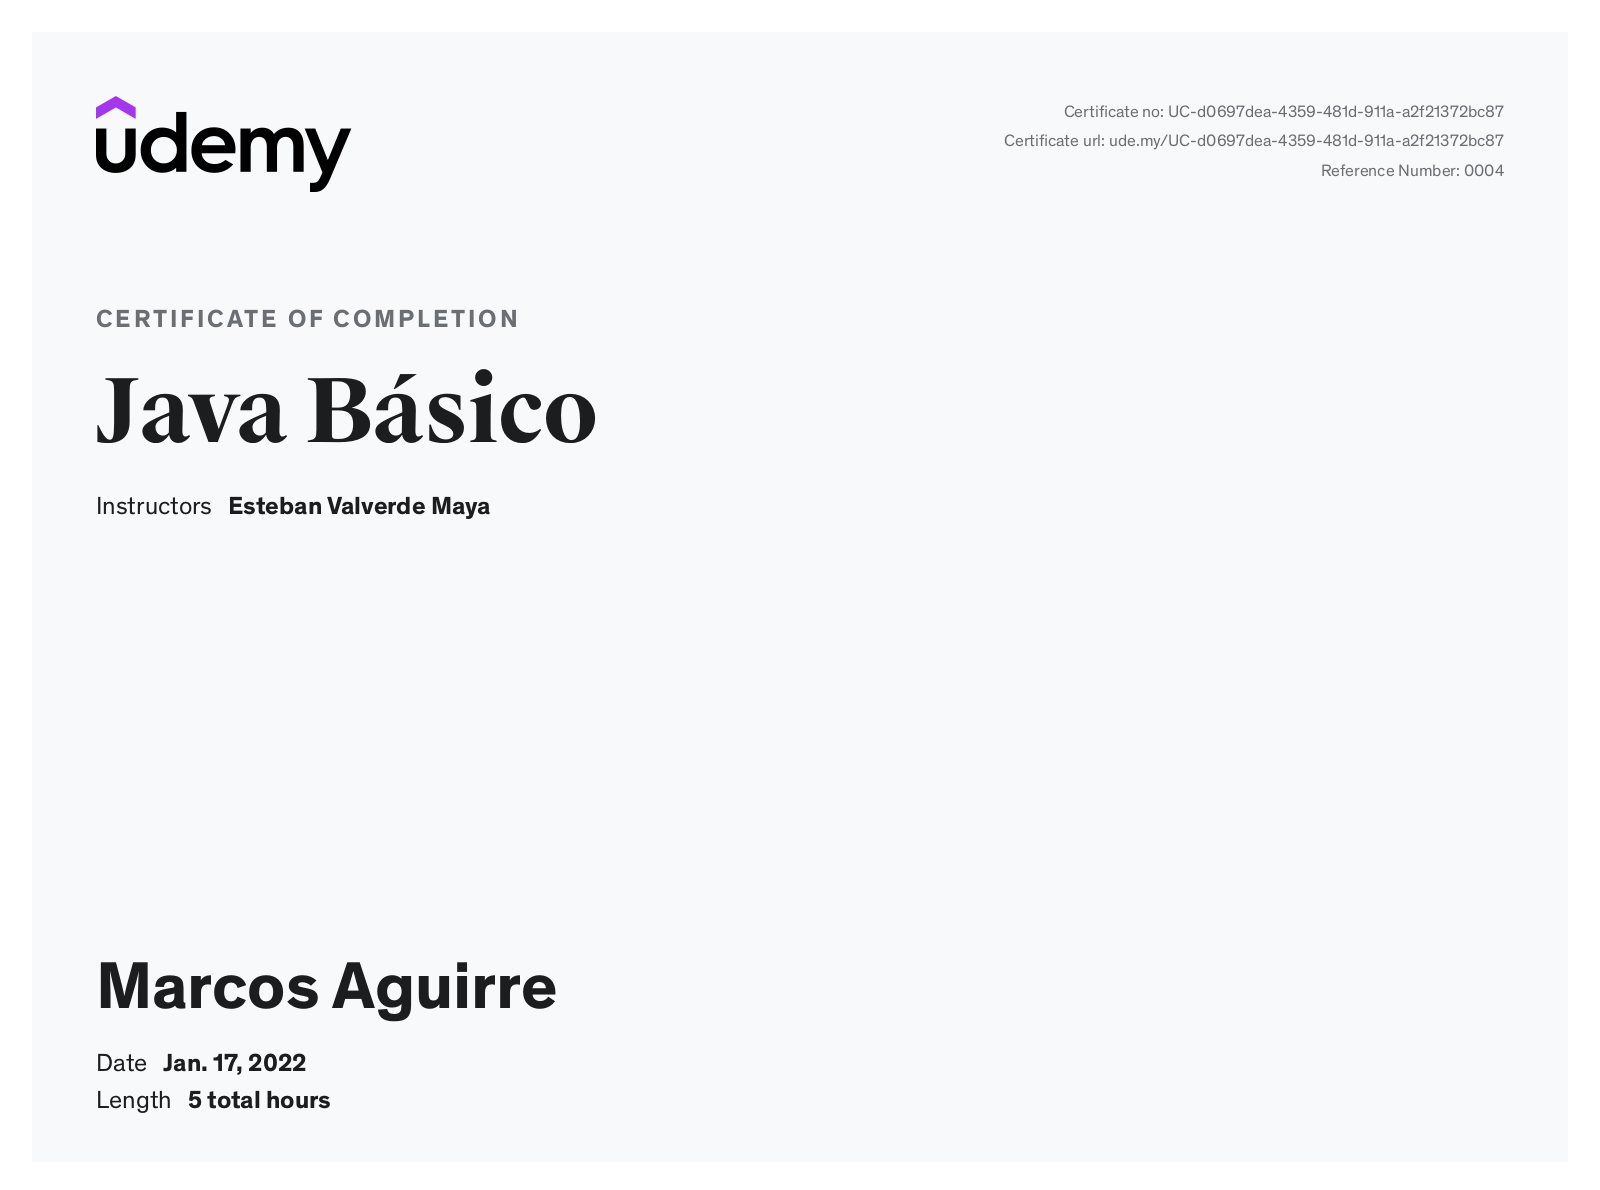 udemy
Certificate no: UC-d0697dea-4359-481d-911a-a2f21372bc87
Certificate url: ude.my/UC-d0697dea-4359-481d-911a-a2f21372bc87
Reference Number: 0004
CERTIFICATE OF COMPLETION
Java Básico
Instructors Esteban Valverde Maya
Marcos Aguirre
Date Jan. 17, 2022
Length 5 total hours